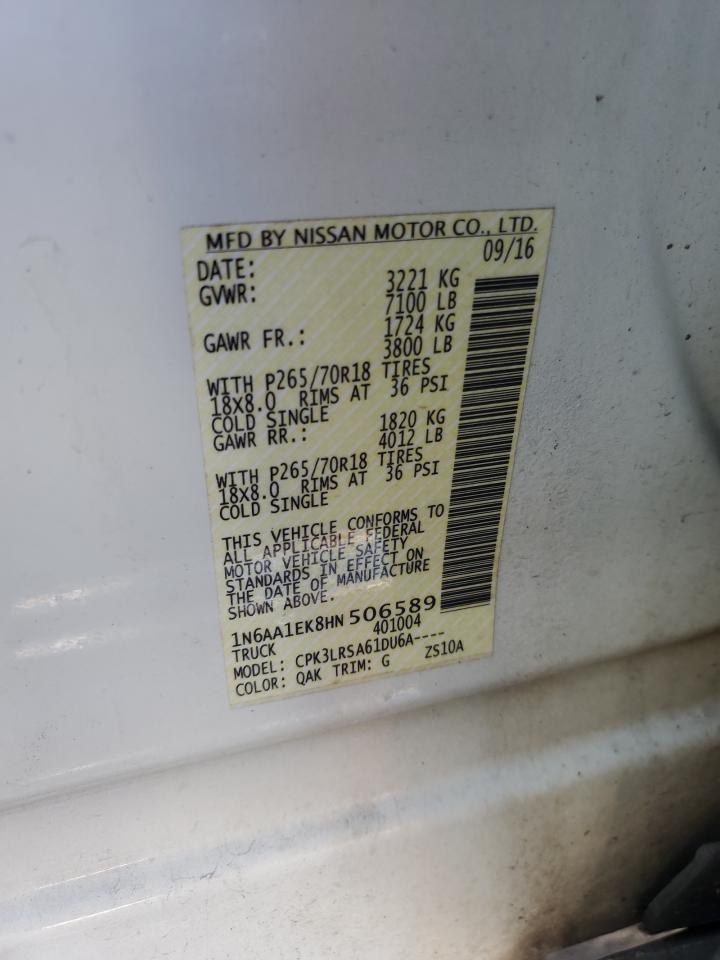 MFD BY NISSAN MOTOR CO., LTD.
DATE: 09/16
GVWR: 3221 KG
7100 LB
GAWR FR.: 1724 KG
3800 LB
WITH P265/70R18 TIRES
18X8.0 RIMS AT 36 PSI
COLD SINGLE
GAWR RR.: 1820 KG
4012 LB
WITH P265/70R18 TIRES
18X8.0 RIMS AT 36 PSI
COLD SINGLE
THIS VEHICLE CONFORMS TO
ALL APPLICABLE FEDERAL
MOTOR VEHICLE SAFETY
STANDARDS IN EFFECT ON
THE DATE OF MANUFACTURE
SHOWN ABOVE.
1N6AA1EK8HN 506589
TRUCK 401004
MODEL: CPK3LRSA61DU6A----
COLOR: QAK TRIM: G ZS10A